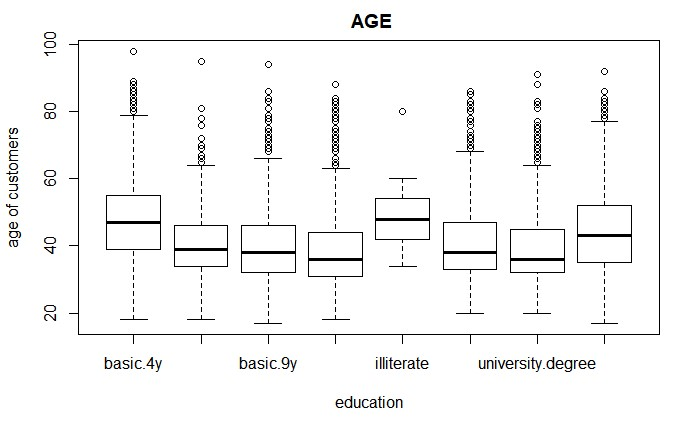 AGE
age of customers
100
80
60
40
20
basic.4y basic.9y illiterate university.degree
education